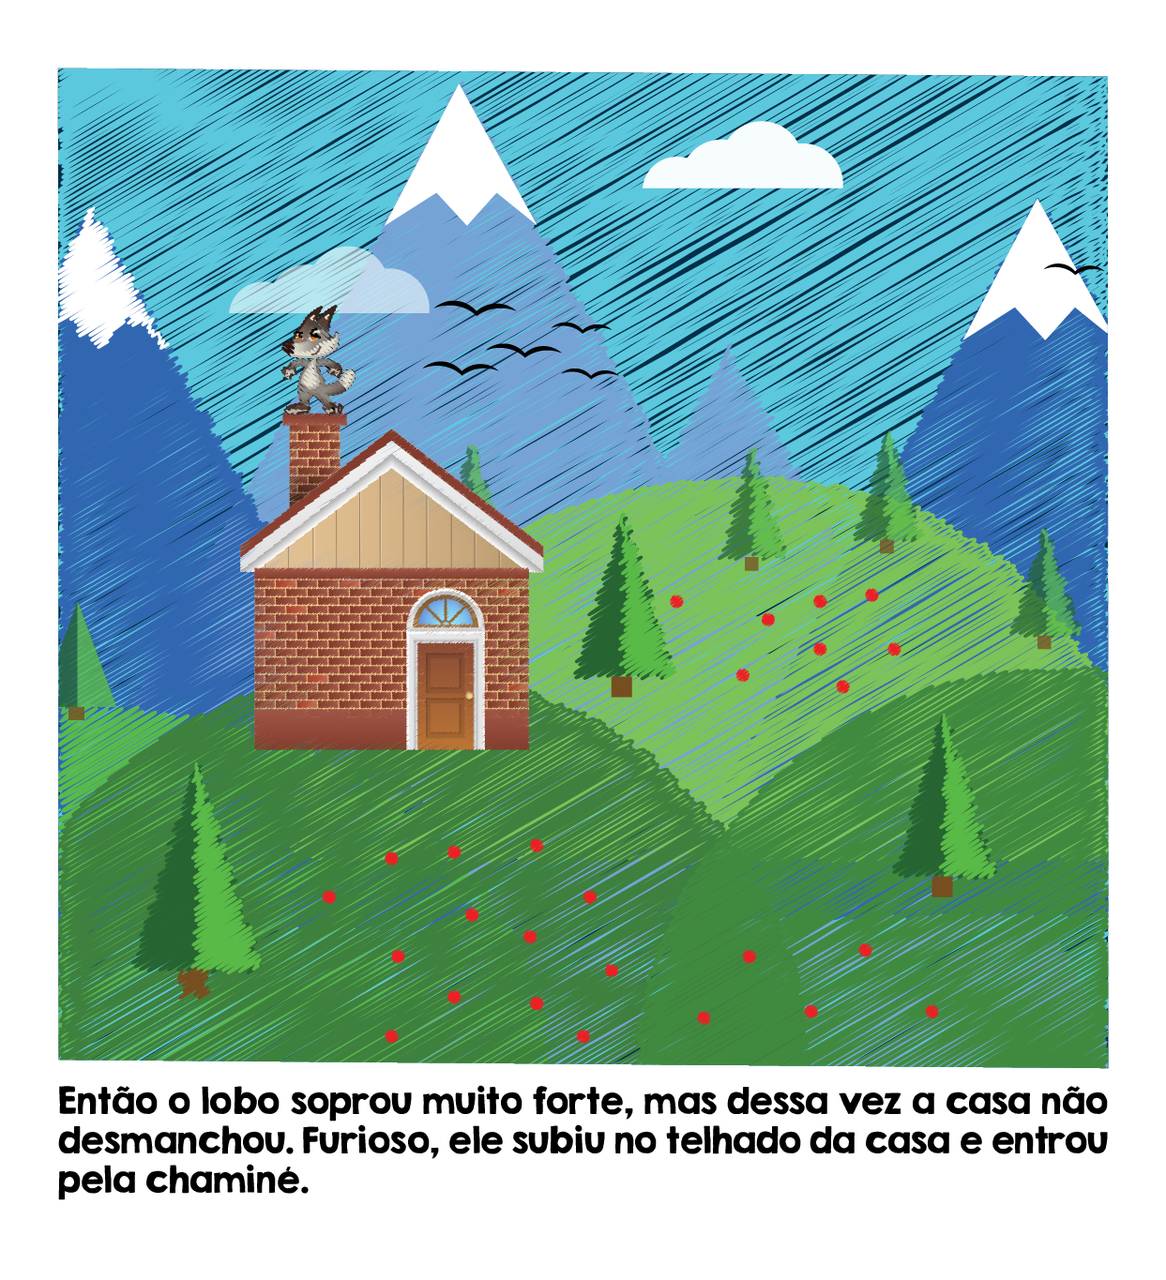 Então o lobo soprou muito forte, mas dessa vez a casa não
desmanchou. Furioso, ele subiu no telhado da casa e entrou
pela chaminé.